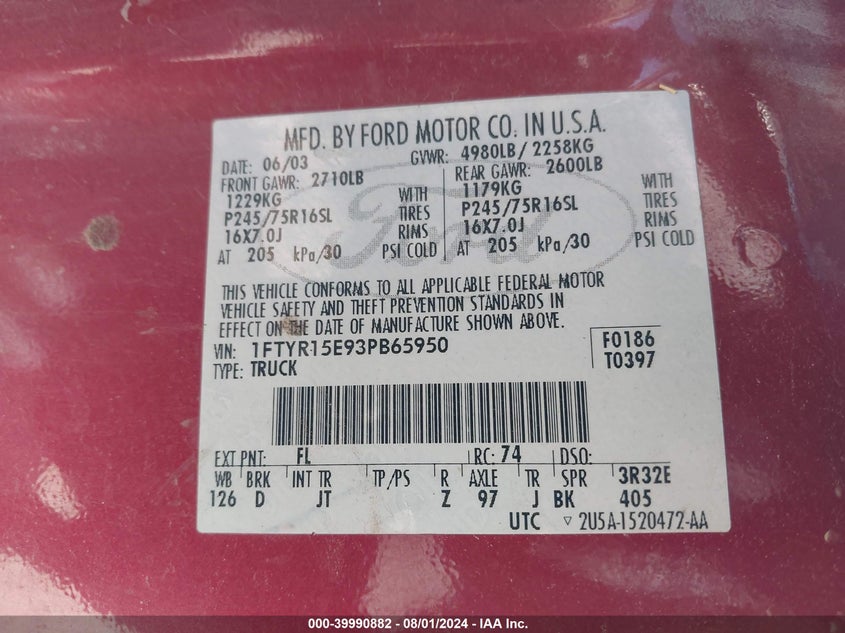 MFD. BY FORD MOTOR CO. IN U.S.A.
DATE: 06/03 GVWR: 4980LB/2258KG
FRONT GAWR: 2710LB REAR GAWR: 2600LB
1229KG WITH 1179KG WITH
P245/75R16SL TIRES P245/75R16SL TIRES
16X7.0J RIMS 16X7.0J RIMS
AT 205 kPa/30 PSI COLD AT 205 kPa/30 PSI COLD
Ford
THIS VEHICLE CONFORMS TO ALL APPLICABLE FEDERAL MOTOR
VEHICLE SAFETY AND THEFT PREVENTION STANDARDS IN
EFFECT ON THE DATE OF MANUFACTURE SHOWN ABOVE.
VIN: 1FTYR15E93PB65950 F0186
TYPE: TRUCK T0397
EXT PNT: FL RC: 74 DSO:
WB BRK INT TR TP/PS R AXLE TR SPR 3R32E
126 D JT Z 97 J BK 405
UTC ▽ 2U5A-1520472-AA
000-39990882 - 08/01/2024 - IAA Inc.